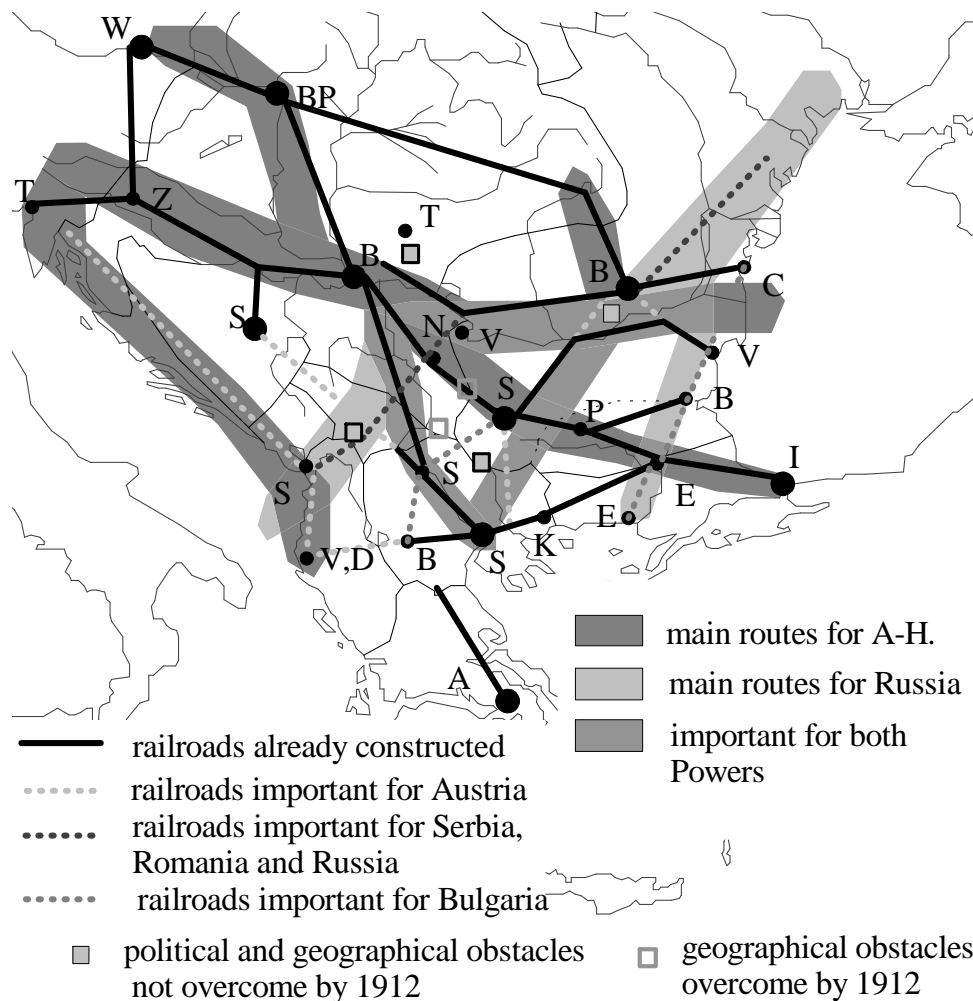 W
BP
T
Z
T
B
B
C
S
N
V
V
S
P
B
I
S
S
E
E
K
V,D
B
S
A
main routes for A-H.
main routes for Russia
important for both
Powers
railroads already constructed
railroads important for Austria
railroads important for Serbia,
Romania and Russia
railroads important for Bulgaria
political and geographical obstacles
not overcome by 1912
geographical obstacles
overcome by 1912